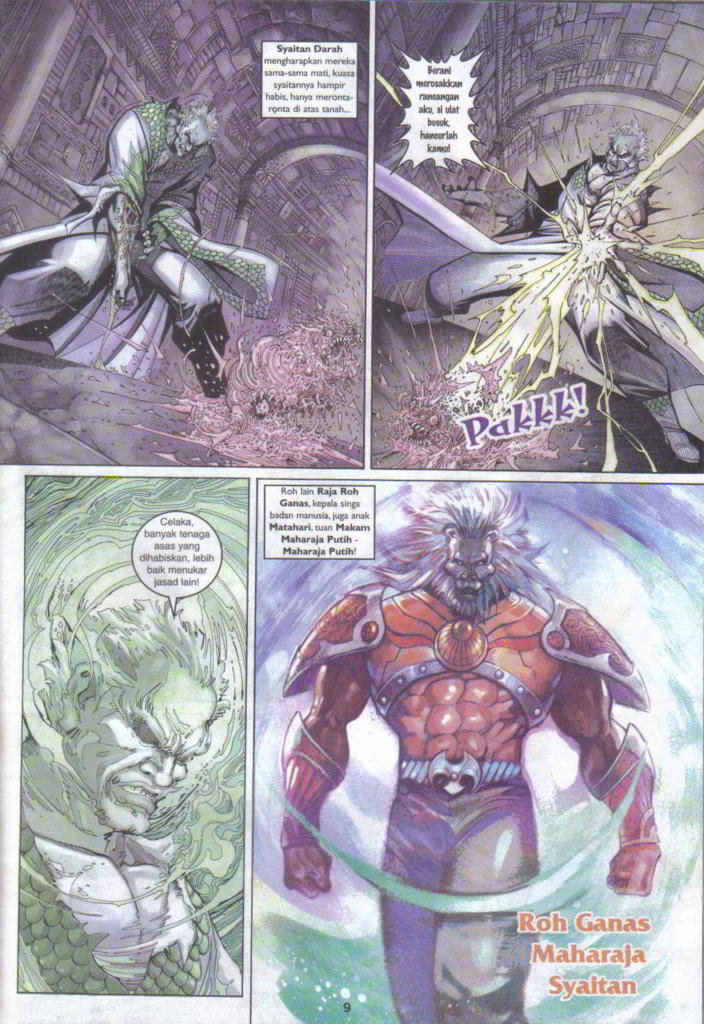 Syaitan Darah
mengharapkan mereka
sama-sama mati, kuasa
syaitannya hampir
habis, hanya meronta-
ronta di atas tanah...
Berani
merosakkan
rancangan
aku, si ulat
busuk,
hancurlah
kamu!
Pakkk!
Celaka,
banyak tenaga
asas yang
dihabiskan, lebih
baik menukar
jasad lain!
Roh lain Raja Roh
Ganas, kepala singa
badan manusia, juga anak
Matahari, tuan Makam
Maharaja Putih -
Maharaja Putih!
Roh Ganas
Maharaja
Syaitan
9